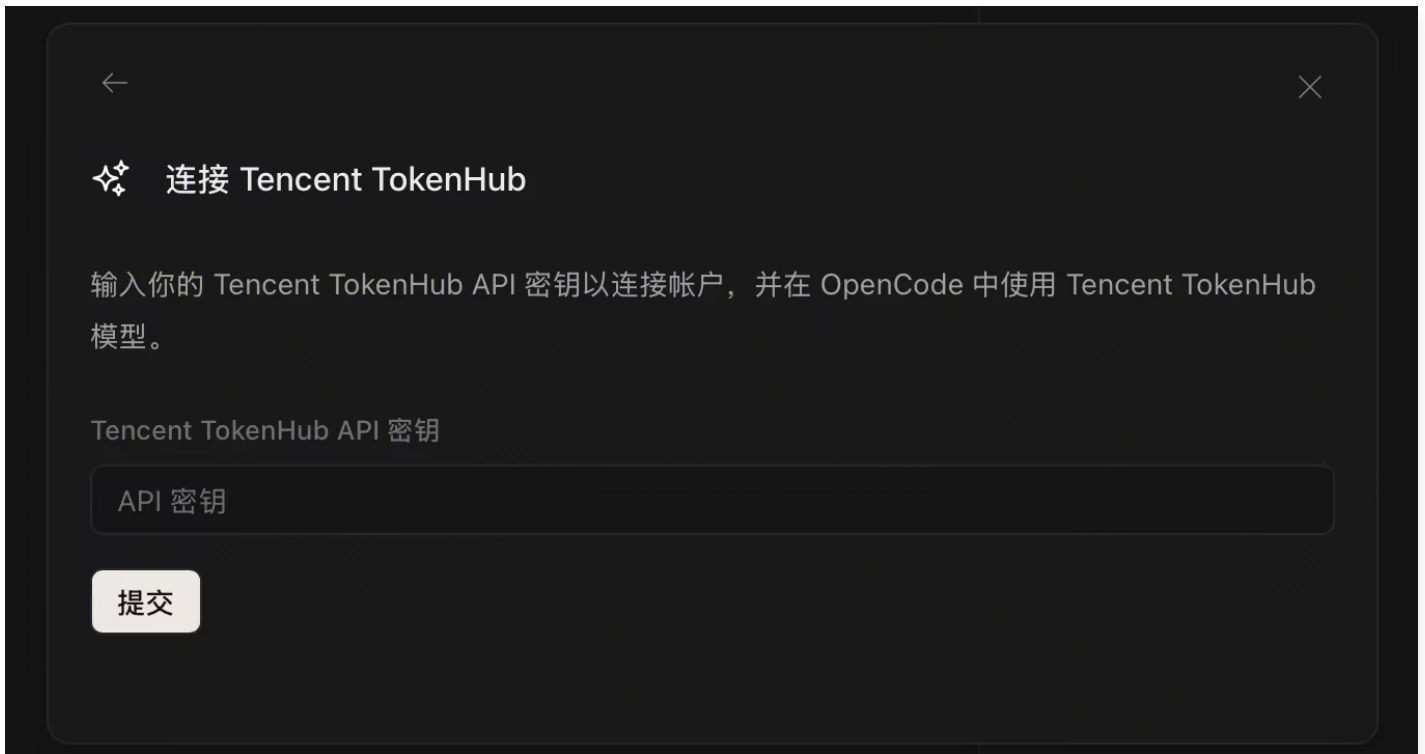 连接 Tencent TokenHub
输入你的 Tencent TokenHub API 密钥以连接帐户，并在 OpenCode 中使用 Tencent TokenHub
模型。
Tencent TokenHub API 密钥
API 密钥
提交